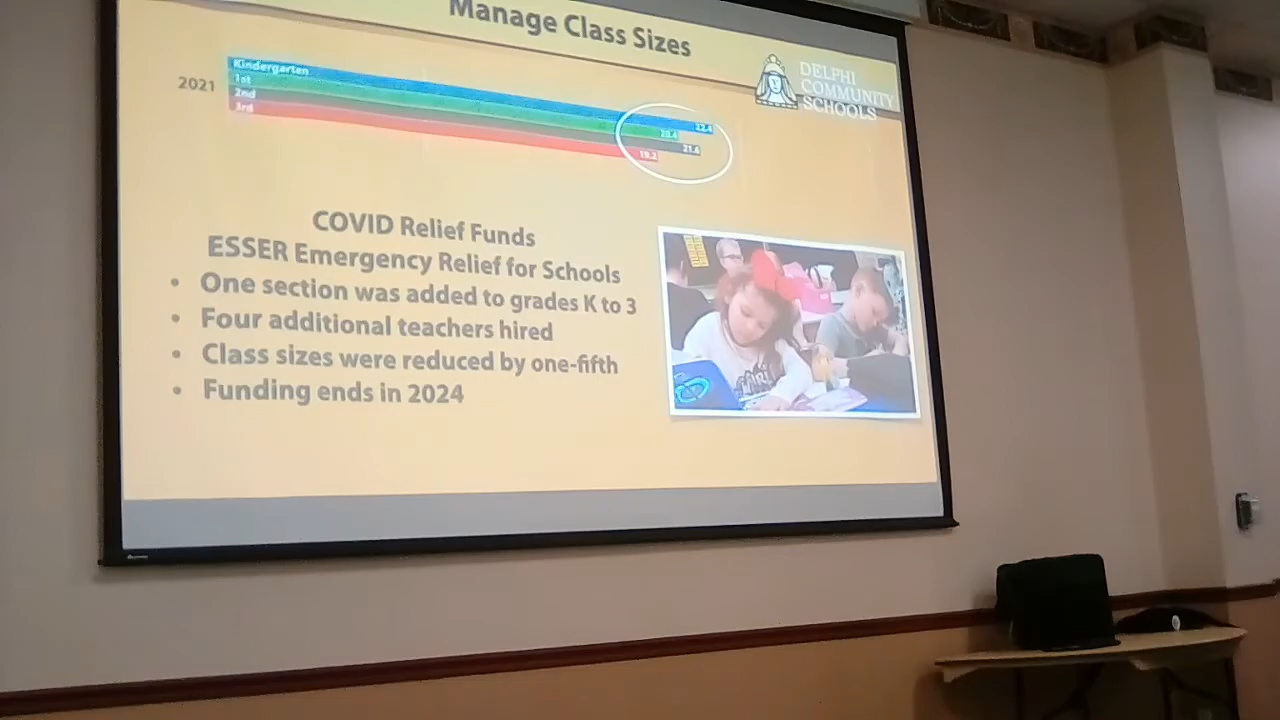 Manage Class Sizes
DELPHI
COMMUNITY
SCHOOLS
2021
Kindergarten
22.4
1st
20.4
2nd
21.6
3rd
19.2
COVID Relief Funds
ESSER Emergency Relief for Schools
• One section was added to grades K to 3
• Four additional teachers hired
• Class sizes were reduced by one-fifth
• Funding ends in 2024